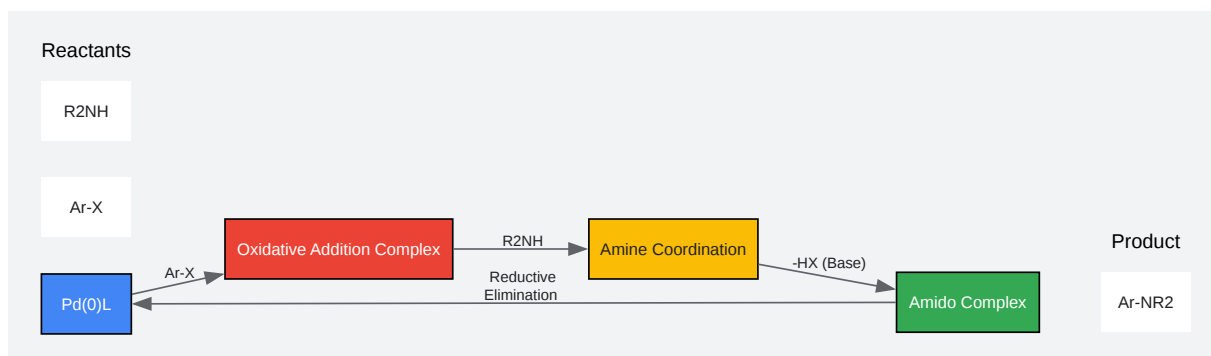 Reactants
R2NH
Ar-X
Pd(0)L
Ar-X
Oxidative Addition Complex
R2NH
Amine Coordination
-HX (Base)
Reductive
Elimination
Amido Complex
Product
Ar-NR2